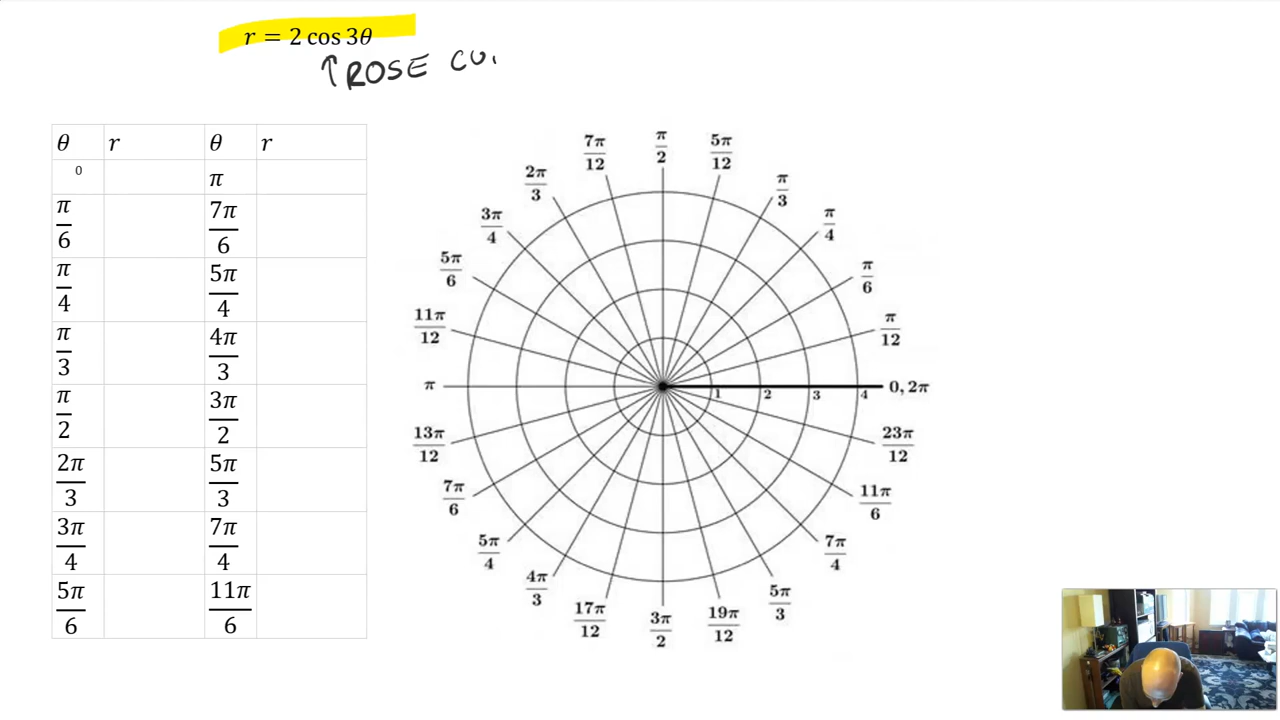 r = 2 cos 3θ
↑ROSE CU
θ r θ r
0 π
π/6 7π/6
π/4 5π/4
π/3 4π/3
π/2 3π/2
2π/3 5π/3
3π/4 7π/4
5π/6 11π/6
π/2
7π/12 5π/12
2π/3 π/3
3π/4 π/4
5π/6 π/6
11π/12 π/12
π 1 2 3 4 0, 2π
13π/12 23π/12
7π/6 11π/6
5π/4 7π/4
4π/3 5π/3
17π/12 19π/12
3π/2